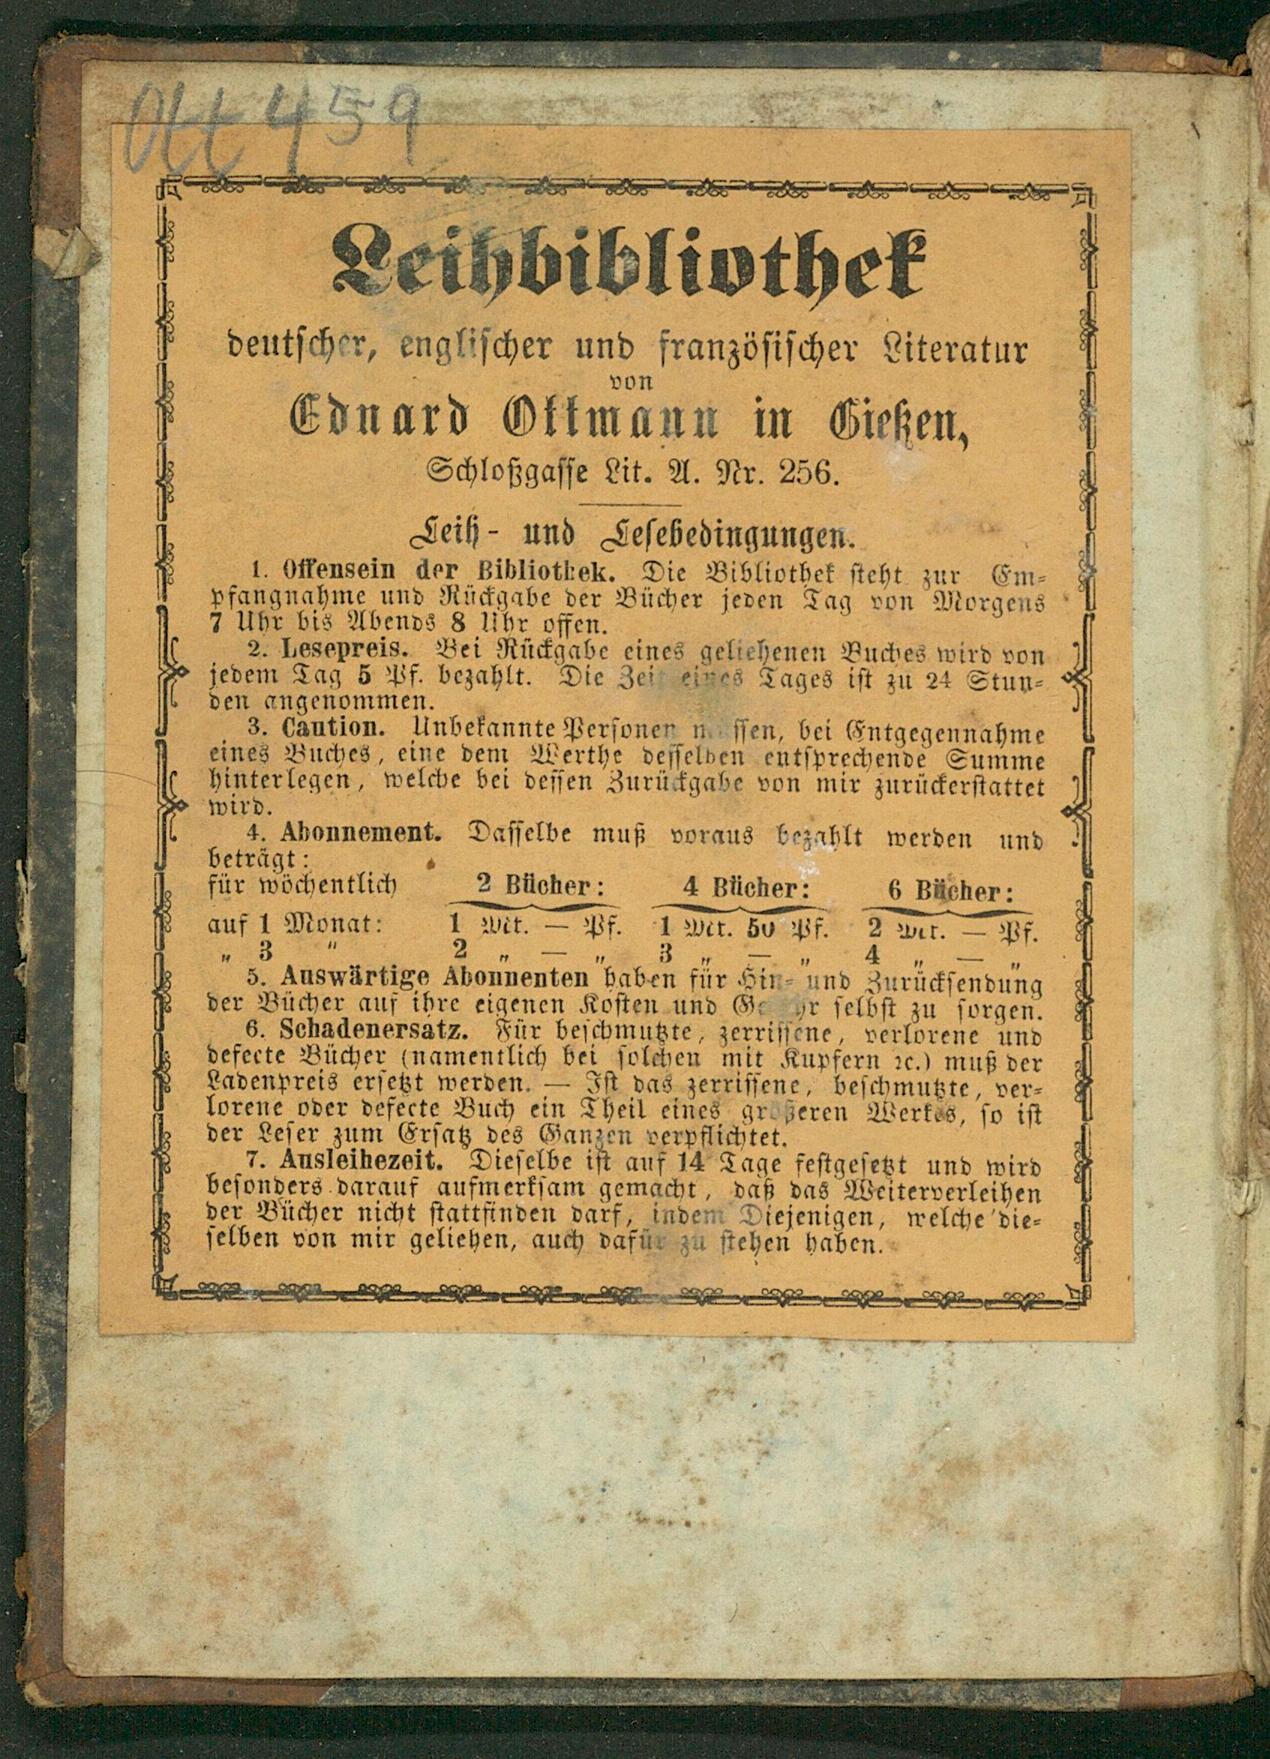 Ott 459
Leihbibliothek
deutscher, englischer und französischer Literatur
von
Eduard Ottmann in Gießen,
Schloßgasse Lit. A. Nr. 256.
Leih- und Lesebedingungen.
1. Offensein der Bibliothek. Die Bibliothek steht zur Em-
pfangnahme und Rückgabe der Bücher jeden Tag von Morgens
7 Uhr bis Abends 8 Uhr offen.
2. Lesepreis. Bei Rückgabe eines geliehenen Buches wird von
jedem Tag 5 Pf. bezahlt. Die Zeit eines Tages ist zu 24 Stun-
den angenommen.
3. Caution. Unbekannte Personen müssen, bei Entgegennahme
eines Buches, eine dem Werthe desselben entsprechende Summe
hinterlegen, welche bei dessen Zurückgabe von mir zurückerstattet
wird.
4. Abonnement. Dasselbe muß voraus bezahlt werden und
beträgt:
für wöchentlich 2 Bücher: 4 Bücher: 6 Bücher:
auf 1 Monat: 1 Mk. — Pf. 1 Mk. 50 Pf. 2 Mk. — Pf.
„ 3 " 2 „ — „ 3 „ — „ 4 „ — „
5. Auswärtige Abonnenten haben für Hin- und Zurücksendung
der Bücher auf ihre eigenen Kosten und Gefahr selbst zu sorgen.
6. Schadenersatz. Für beschmutzte, zerrissene, verlorene und
defecte Bücher (namentlich bei solchen mit Kupfern ꝛc.) muß der
Ladenpreis ersetzt werden. — Ist das zerrissene, beschmutzte, ver-
lorene oder defecte Buch ein Theil eines größeren Werkes, so ist
der Leser zum Ersatz des Ganzen verpflichtet.
7. Ausleihezeit. Dieselbe ist auf 14 Tage festgesetzt und wird
besonders darauf aufmerksam gemacht, daß das Weiterverleihen
der Bücher nicht stattfinden darf, indem Diejenigen, welche die-
selben von mir geliehen, auch dafür zu stehen haben.